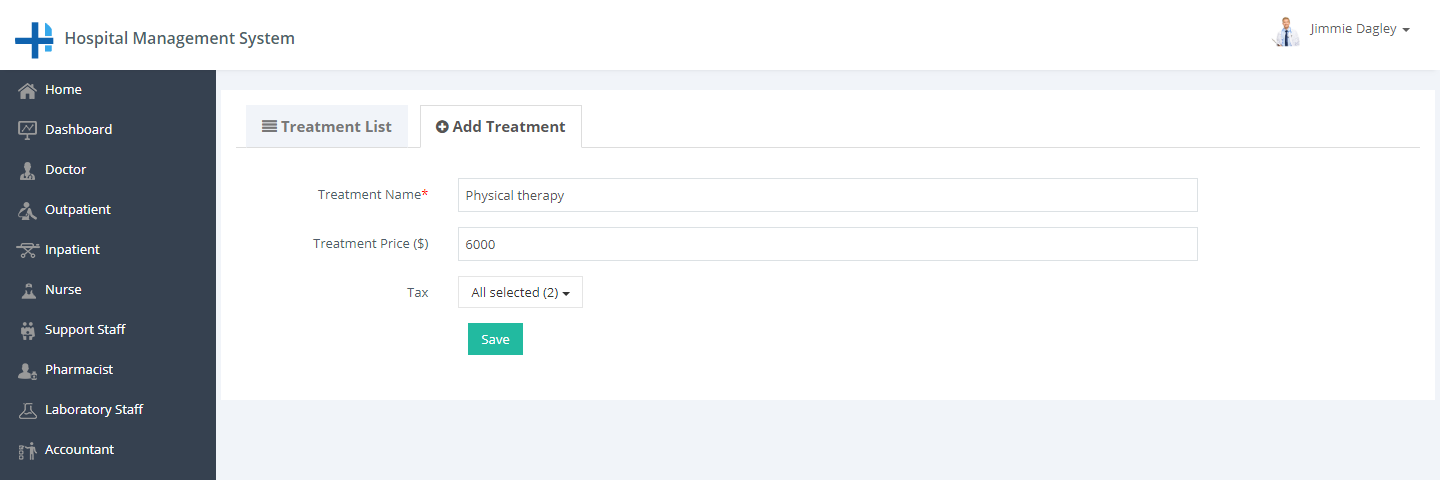 Hospital Management System
Jimmie Dagley
Home
Dashboard
Doctor
Outpatient
Inpatient
Nurse
Support Staff
Pharmacist
Laboratory Staff
Accountant
Treatment List
Add Treatment
Treatment Name*
Physical therapy
Treatment Price ($)
6000
Tax
All selected (2)
Save